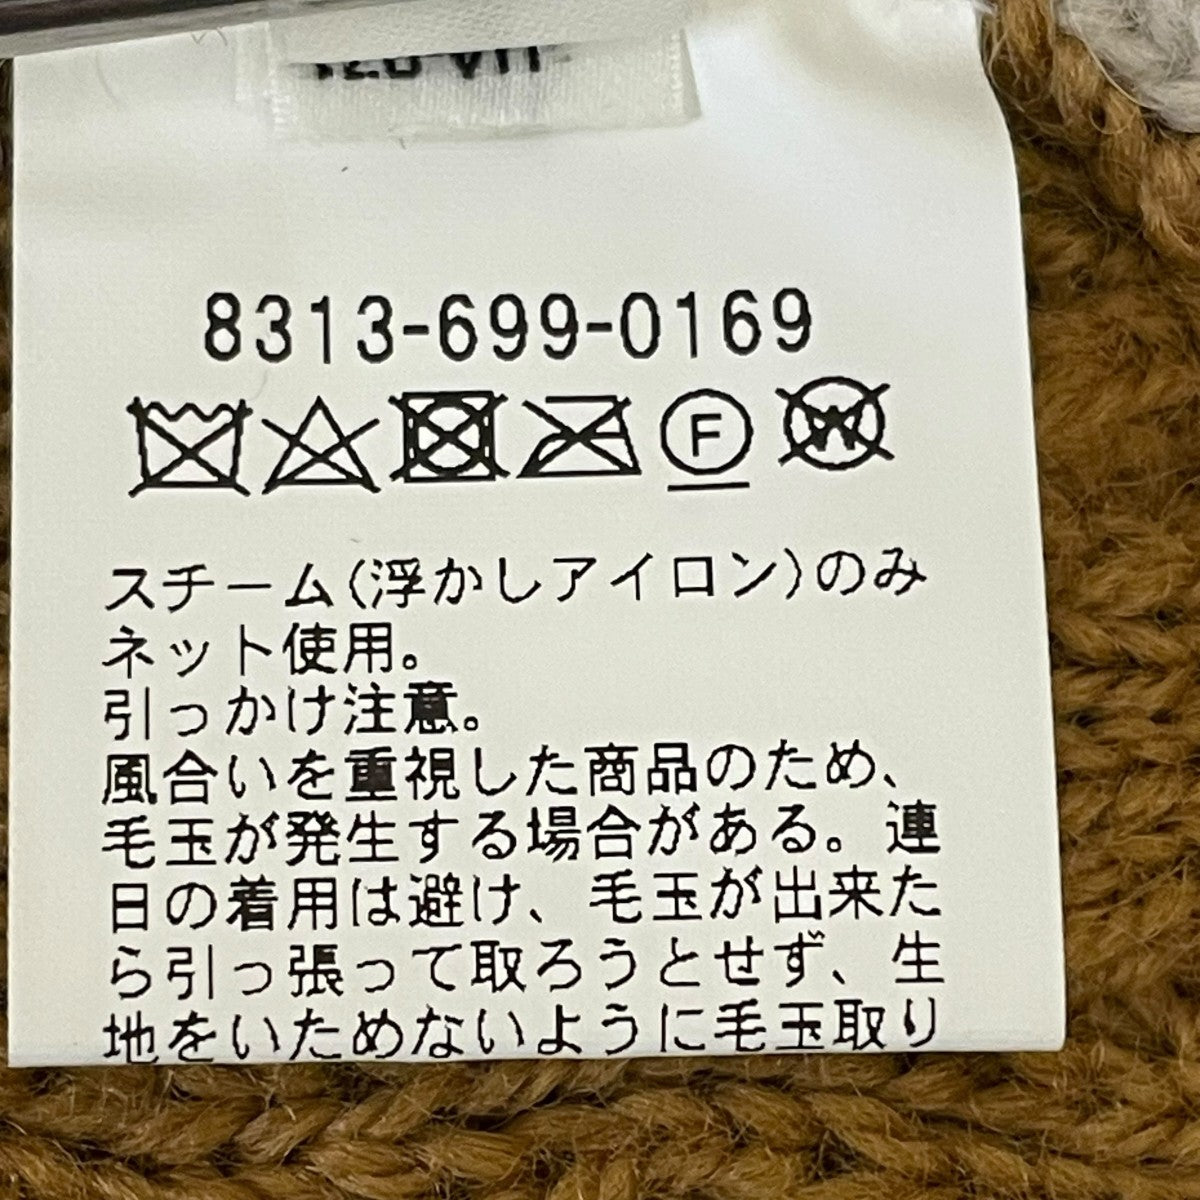 8313-699-0169
F
W
スチーム(浮かしアイロン)のみ
ネット使用。
引っかけ注意。
風合いを重視した商品のため、
毛玉が発生する場合がある。連
日の着用は避け、毛玉が出来た
ら引っ張って取ろうとせず、生
地をいためないように毛玉取り